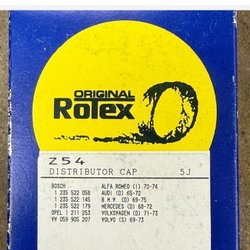 ORIGINAL
Rotex
Z54
DISTRIBUTOR CAP 5J
BOSCH ALFA ROMEO (I) 70-74
1 235 522 058 AUDI (D) 65-72
1 235 522 145 B.M.W (D) 69-75
1 235 522 179 MERCEDES (D) 68-72
OPEL 1 211 253 VOLKSWAGEN (D) 71-73
VW 059 905 207 VOLVO (S) 69-73